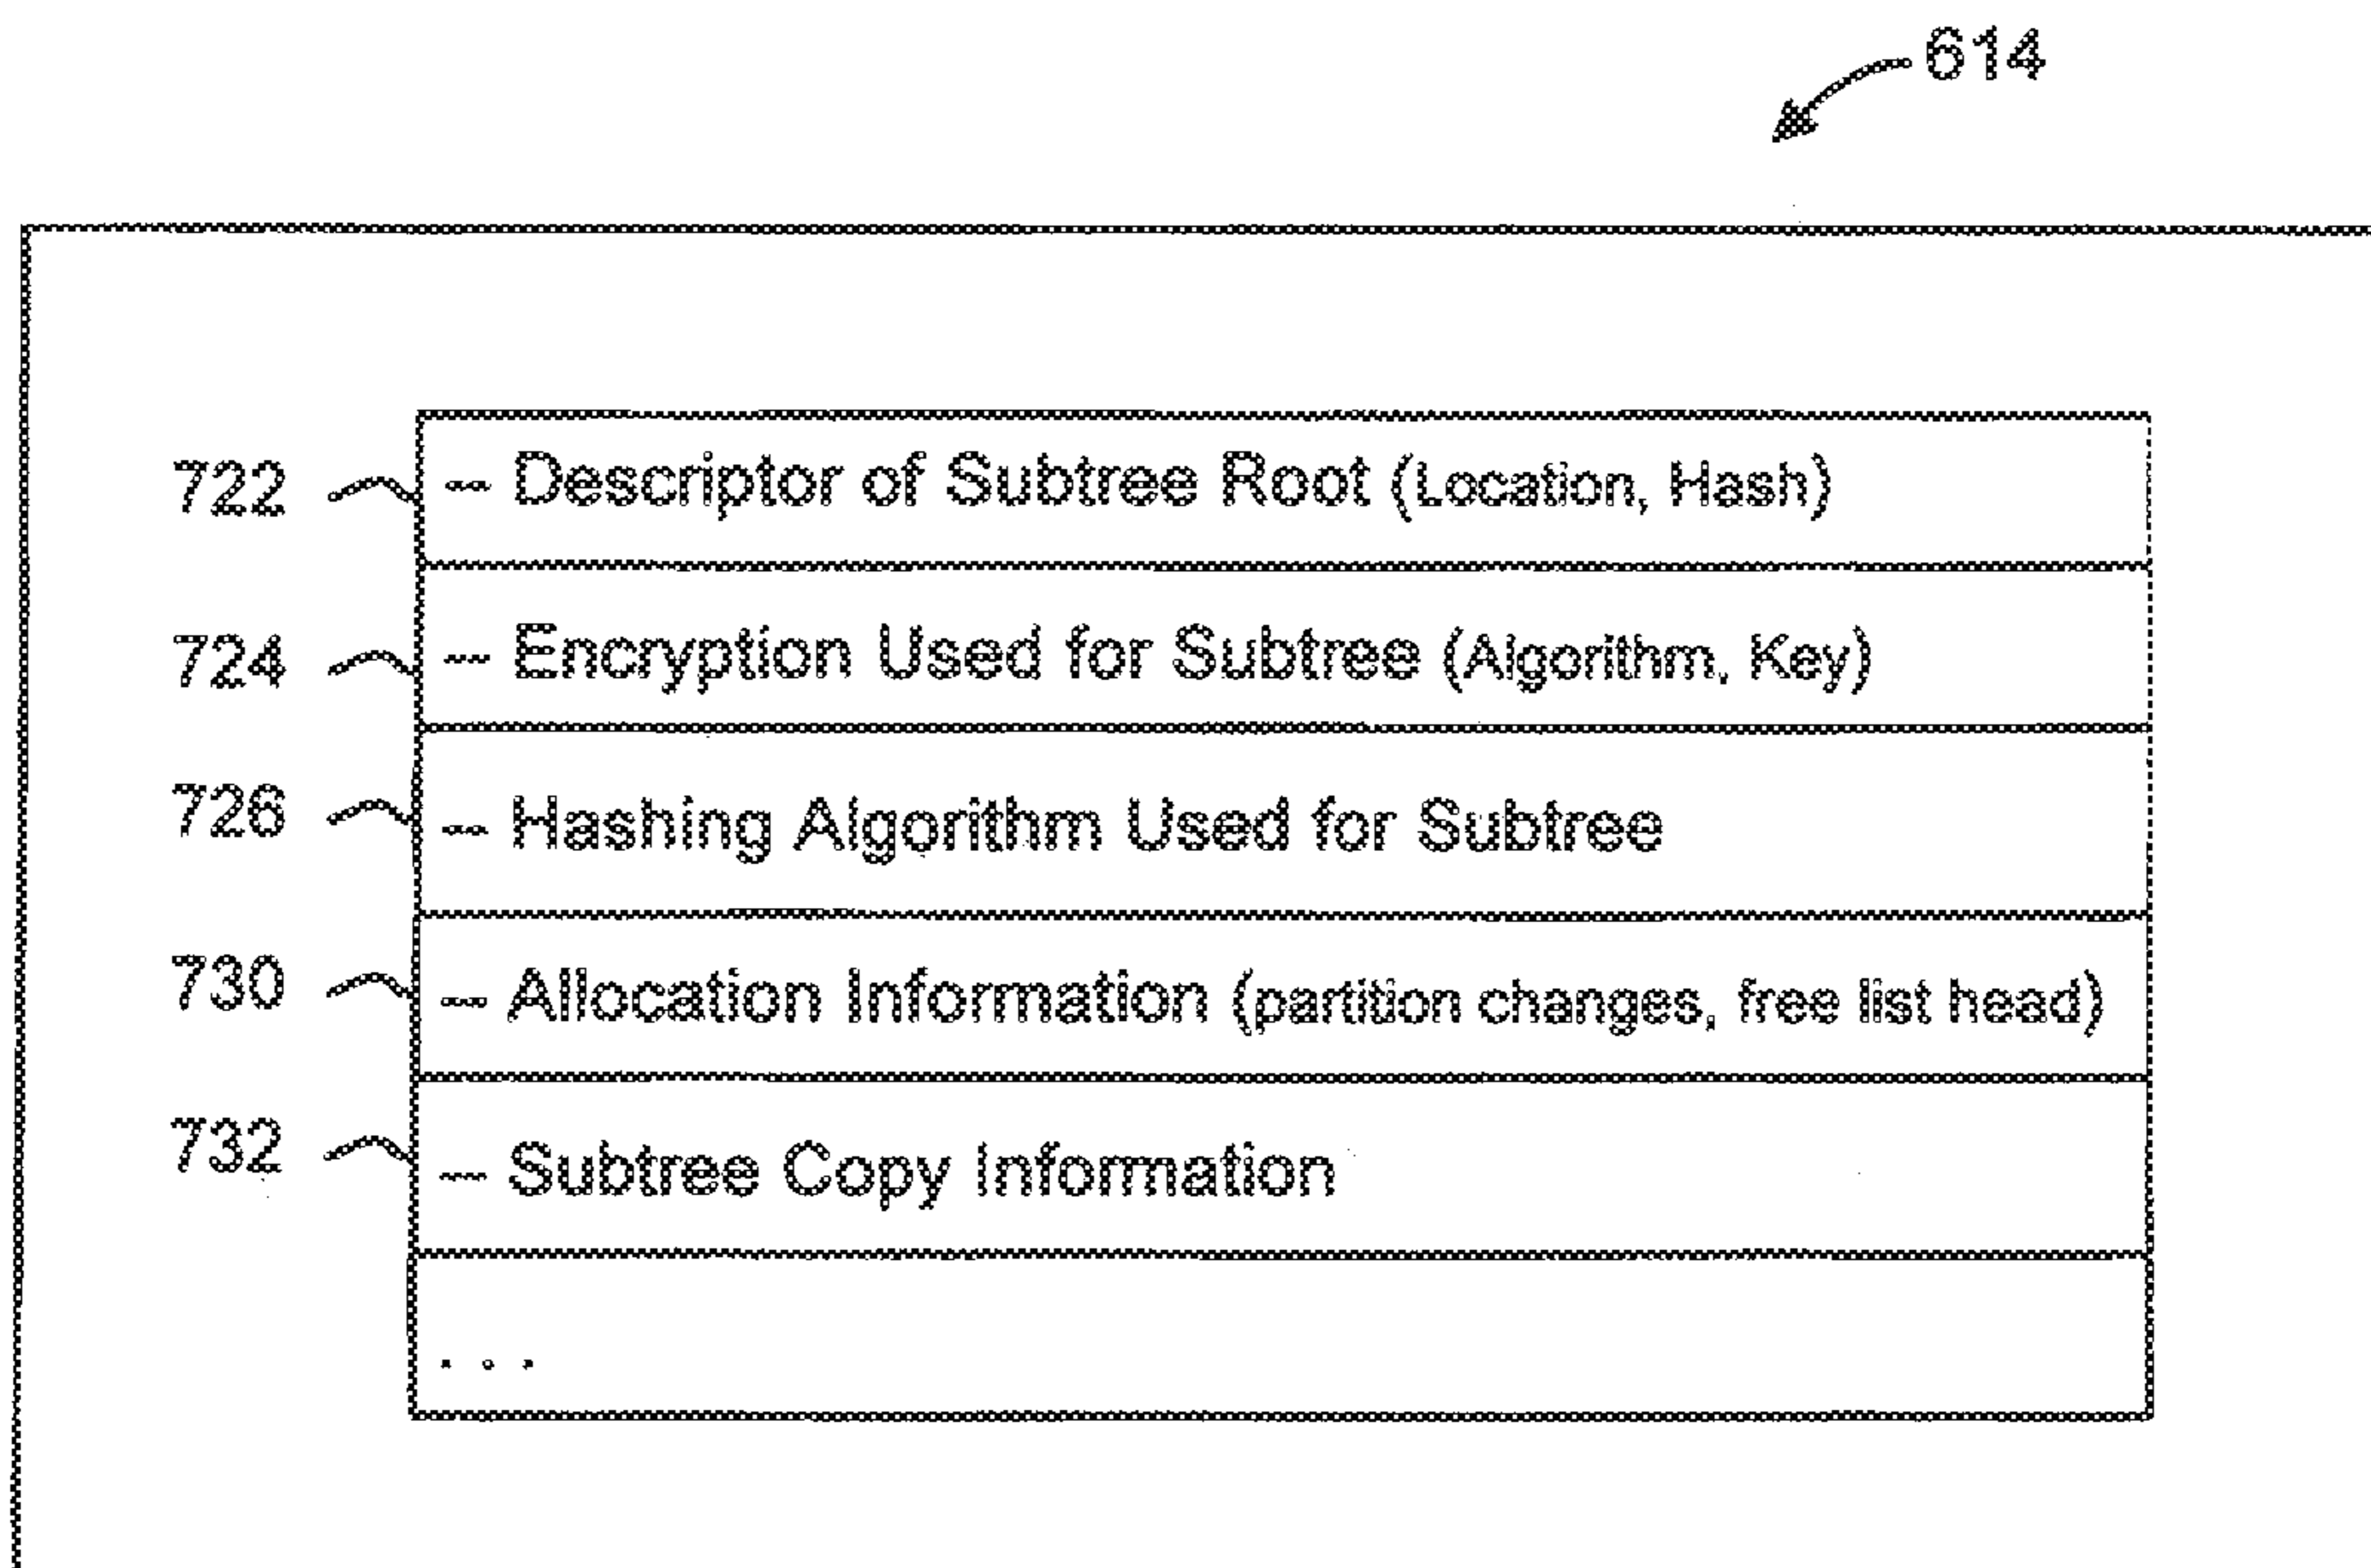 614
722 -- Descriptor of Subtree Root (Location, Hash)
724 -- Encryption Used for Subtree (Algorithm, Key)
726 -- Hashing Algorithm Used for Subtree
730 -- Allocation Information (partition changes, free list head)
732 -- Subtree Copy Information
. . .